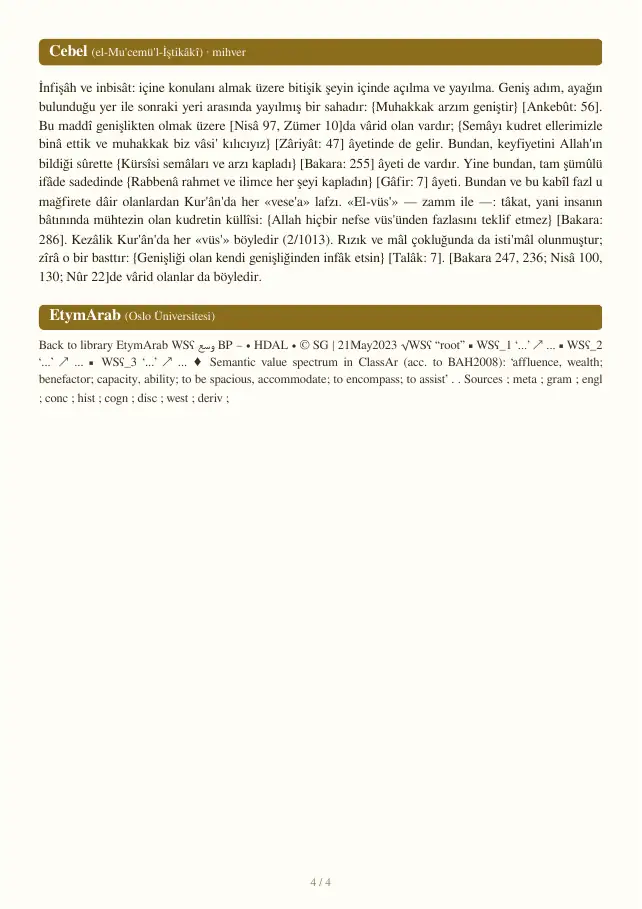 Cebel (el-Mu'cemü'l-İştikâkî) · mihver
İnfişâh ve inbisât: içine konulanı almak üzere bitişik şeyin içinde açılma ve yayılma. Geniş adım, ayağın
bulunduğu yer ile sonraki yeri arasında yayılmış bir sahadır: {Muhakkak arzım geniştir} [Ankebût: 56].
Bu maddî genişlikten olmak üzere [Nisâ 97, Zümer 10]da vârid olan vardır; {Semâyı kudret ellerimizle
binâ ettik ve muhakkak biz vâsi' kılıcıyız} [Zâriyât: 47] âyetinde de gelir. Bundan, keyfiyetini Allah'ın
bildiği sûrette {Kürsîsi semâları ve arzı kapladı} [Bakara: 255] âyeti de vardır. Yine bundan, tam şümûlü
ifâde sadedinde {Rabbenâ rahmet ve ilimce her şeyi kapladın} [Gâfir: 7] âyeti. Bundan ve bu kabîl fazl u
mağfirete dâir olanlardan Kur'ân'da her «vese'a» lafzı. «El-vüs'» — zamm ile —: tâkat, yani insanın
bâtınında mühtezin olan kudretin küllîsi: {Allah hiçbir nefse vüs'ünden fazlasını teklif etmez} [Bakara:
286]. Kezâlik Kur'ân'da her «vüs'» böyledir (2/1013). Rızık ve mâl çokluğunda da isti'mâl olunmuştur;
zîrâ o bir basttır: {Genişliği olan kendi genişliğinden infâk etsin} [Talâk: 7]. [Bakara 247, 236; Nisâ 100,
130; Nûr 22]de vârid olanlar da böyledir.
EtymArab (Oslo Üniversitesi)
Back to library EtymArab WSʕ وسع BP – • HDAL • © SG | 21May2023 √WSʕ “root” ▪ WSʕ_1 ‘...’ ↗ ... ▪ WSʕ_2
‘...’ ↗ ... ▪ WSʕ_3 ‘...’ ↗ ... ♦ Semantic value spectrum in ClassAr (acc. to BAH2008): ‘affluence, wealth;
benefactor; capacity, ability; to be spacious, accommodate; to encompass; to assist’ . . Sources ; meta ; gram ; engl
; conc ; hist ; cogn ; disc ; west ; deriv ;
4 / 4